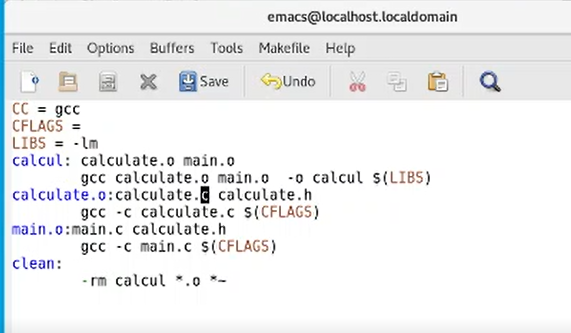 emacs@localhost.localdomain
File Edit Options Buffers Tools Makefile Help
Save Undo
CC = gcc
CFLAGS =
LIBS = -lm
calcul: calculate.o main.o
        gcc calculate.o main.o  -o calcul $(LIBS)
calculate.o:calculate.c calculate.h
        gcc -c calculate.c $(CFLAGS)
main.o:main.c calculate.h
        gcc -c main.c $(CFLAGS)
clean:
        -rm calcul *.o *~